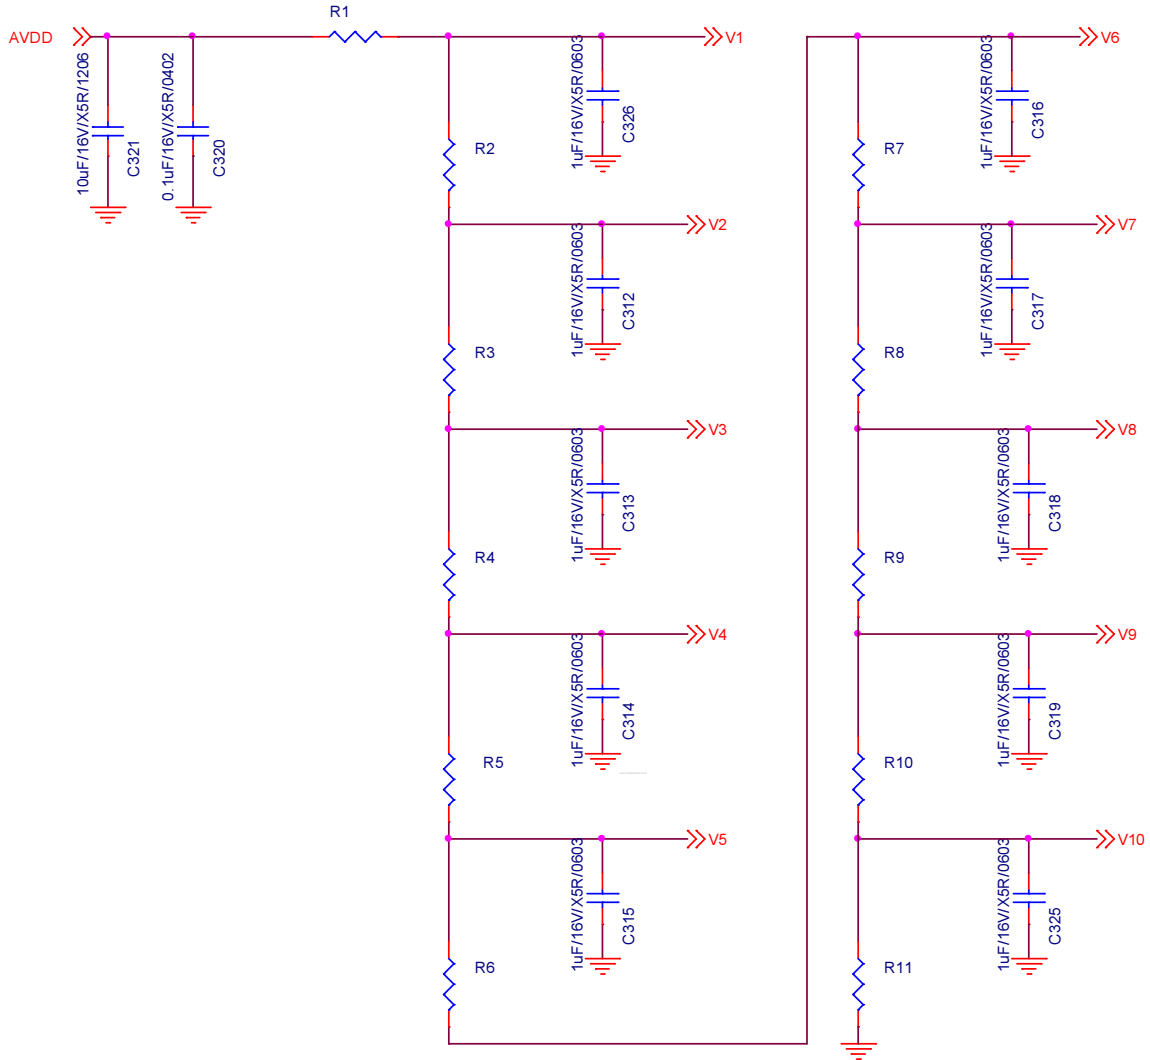 R1
AVDD
V1
V6
10uF/16V/X5R/1206
C321
0.1uF/16V/X5R/0402
C320
R2
1uF/16V/X5R/0603
C326
R7
1uF/16V/X5R/0603
C316
V2
V7
1uF/16V/X5R/0603
C312
1uF/16V/X5R/0603
C317
R3
R8
V3
V8
1uF/16V/X5R/0603
C313
1uF/16V/X5R/0603
C318
R4
R9
V4
V9
1uF/16V/X5R/0603
C314
1uF/16V/X5R/0603
C319
R5
R10
V5
V10
1uF/16V/X5R/0603
C315
1uF/16V/X5R/0603
C325
R6
R11